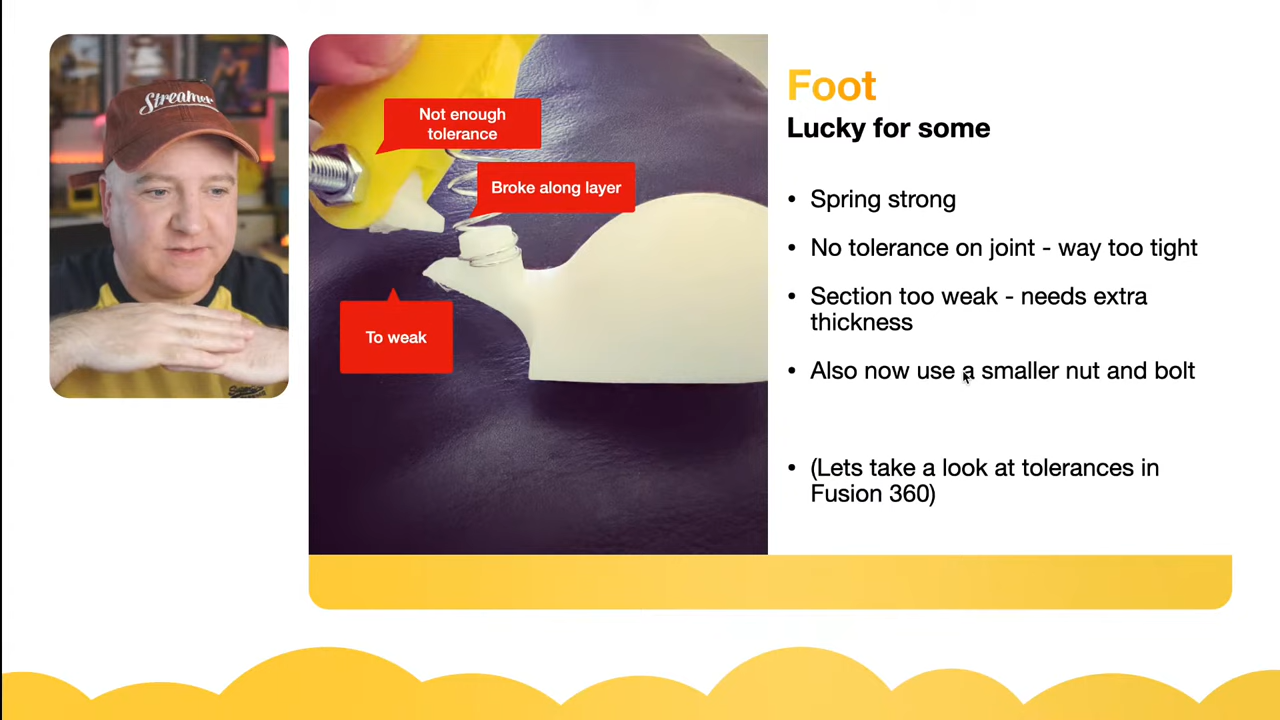 Streamer
Not enough
tolerance
Broke along layer
To weak
Foot
Lucky for some
• Spring strong
• No tolerance on joint - way too tight
• Section too weak - needs extra
thickness
• Also now use a smaller nut and bolt
• (Lets take a look at tolerances in
Fusion 360)